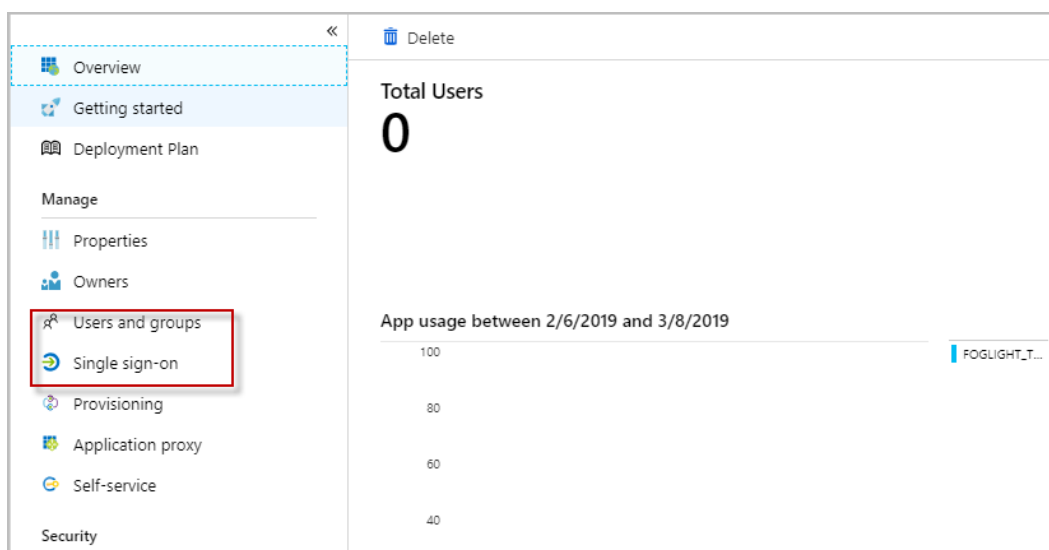 «
Overview
Getting started
Deployment Plan
Manage
Properties
Owners
Users and groups
Single sign-on
Provisioning
Application proxy
Self-service
Security
Delete
Total Users
0
App usage between 2/6/2019 and 3/8/2019
100
80
60
40
FOGLIGHT_T...